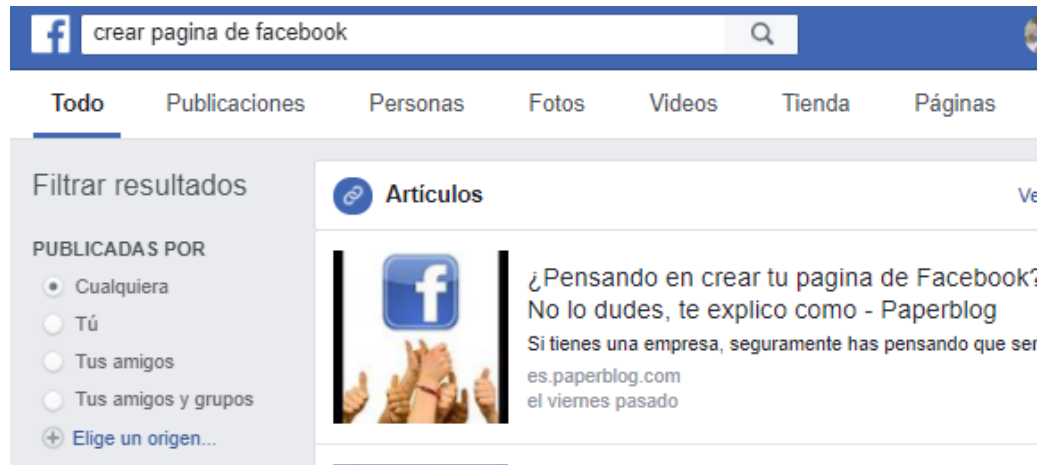 f crear pagina de facebook
Todo Publicaciones Personas Fotos Videos Tienda Páginas
Filtrar resultados
PUBLICADAS POR
Cualquiera
Tú
Tus amigos
Tus amigos y grupos
Elige un origen...
Artículos
f
¿Pensando en crear tu pagina de Facebook?
No lo dudes, te explico como - Paperblog
Si tienes una empresa, seguramente has pensando que
es.paperblog.com
el viernes pasado